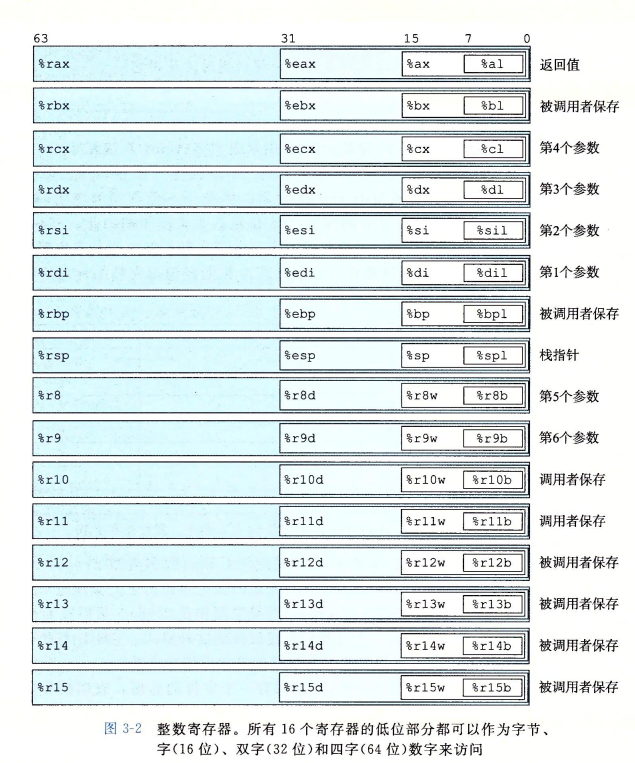 63 31 15 7 0
%rax %eax %ax %al 返回值
%rbx %ebx %bx %bl 被调用者保存
%rcx %ecx %cx %cl 第4个参数
%rdx %edx %dx %dl 第3个参数
%rsi %esi %si %sil 第2个参数
%rdi %edi %di %dil 第1个参数
%rbp %ebp %bp %bpl 被调用者保存
%rsp %esp %sp %spl 栈指针
%r8 %r8d %r8w %r8b 第5个参数
%r9 %r9d %r9w %r9b 第6个参数
%r10 %r10d %r10w %r10b 调用者保存
%r11 %r11d %r11w %r11b 调用者保存
%r12 %r12d %r12w %r12b 被调用者保存
%r13 %r13d %r13w %r13b 被调用者保存
%r14 %r14d %r14w %r14b 被调用者保存
%r15 %r15d %r15w %r15b 被调用者保存
图 3-2 整数寄存器。所有 16 个寄存器的低位部分都可以作为字节、
字(16 位)、双字(32 位)和四字(64 位)数字来访问